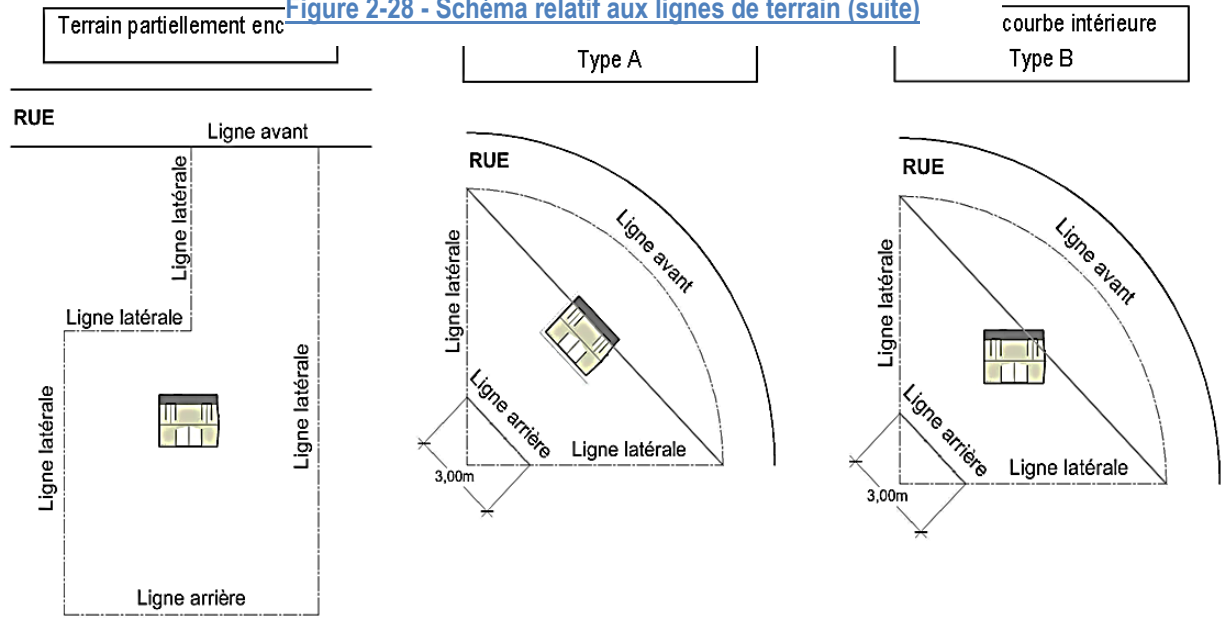 Figure 2-28 - Schéma relatif aux lignes de terrain (suite)
Terrain partiellement enc
Type A
courbe intérieure
Type B
RUE
Ligne avant
Ligne latérale
Ligne latérale
Ligne latérale
Ligne latérale
Ligne arrière
RUE
Ligne avant
Ligne latérale
Ligne arrière
Ligne latérale
3,00m
RUE
Ligne avant
Ligne latérale
Ligne arrière
Ligne latérale
3,00m